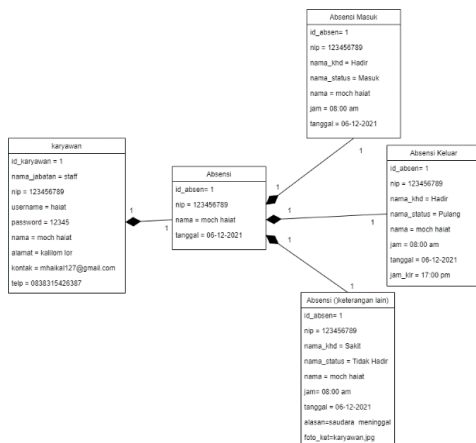 karyawan
id_karyawan = 1
nama_jabatan = staff
nip = 123456789
username = haiat
password = 12345
nama = moch haiat
alamat = kalilom lor
kontak = mhaikal127@gmail.com
telp = 0838315426387
1
1
Absensi
id_absen= 1
nip = 123456789
nama = moch haiat
tanggal = 06-12-2021
1
1
Absensi Masuk
id_absen= 1
nip = 123456789
nama_khd = Hadir
nama_status = Masuk
nama = moch haiat
jam = 08:00 am
tanggal = 06-12-2021
1
1
Absensi Keluar
id_absen= 1
nip = 123456789
nama_khd = Hadir
nama_status = Pulang
nama = moch haiat
jam = 08:00 am
tanggal = 06-12-2021
jam_klr = 17:00 pm
1
1
Absensi ()keterangan lain)
id_absen= 1
nip = 123456789
nama_khd = Sakit
nama_status = Tidak Hadir
nama = moch haiat
jam= 08:00 am
tanggal = 06-12-2021
alasan=saudara meninggal
foto_ket=karyawan.jpg